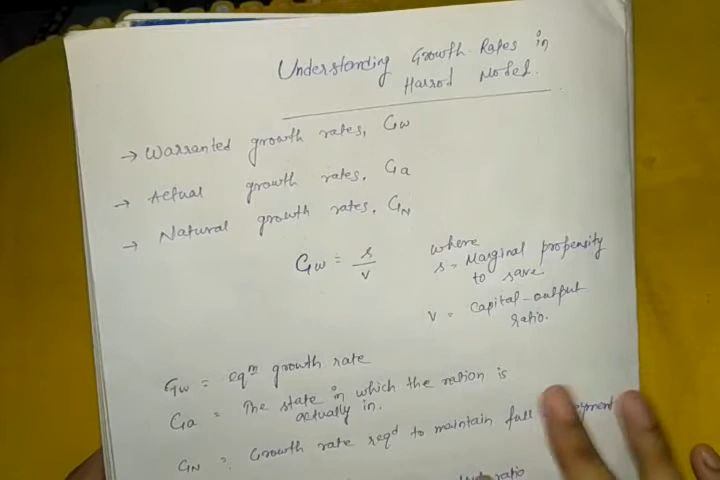 Understanding Growth Rates in
Harrod Model.
→ Warranted growth rates, Gw
→ Actual growth rates, Ga
→ Natural growth rates, GN
Gw = s/v
where
s = Marginal propensity
to save
v = Capital-output
ratio.
Gw = eqm growth rate
Ga = The state in which the nation is
actually in.
GN = Growth rate reqd to maintain full
ratio